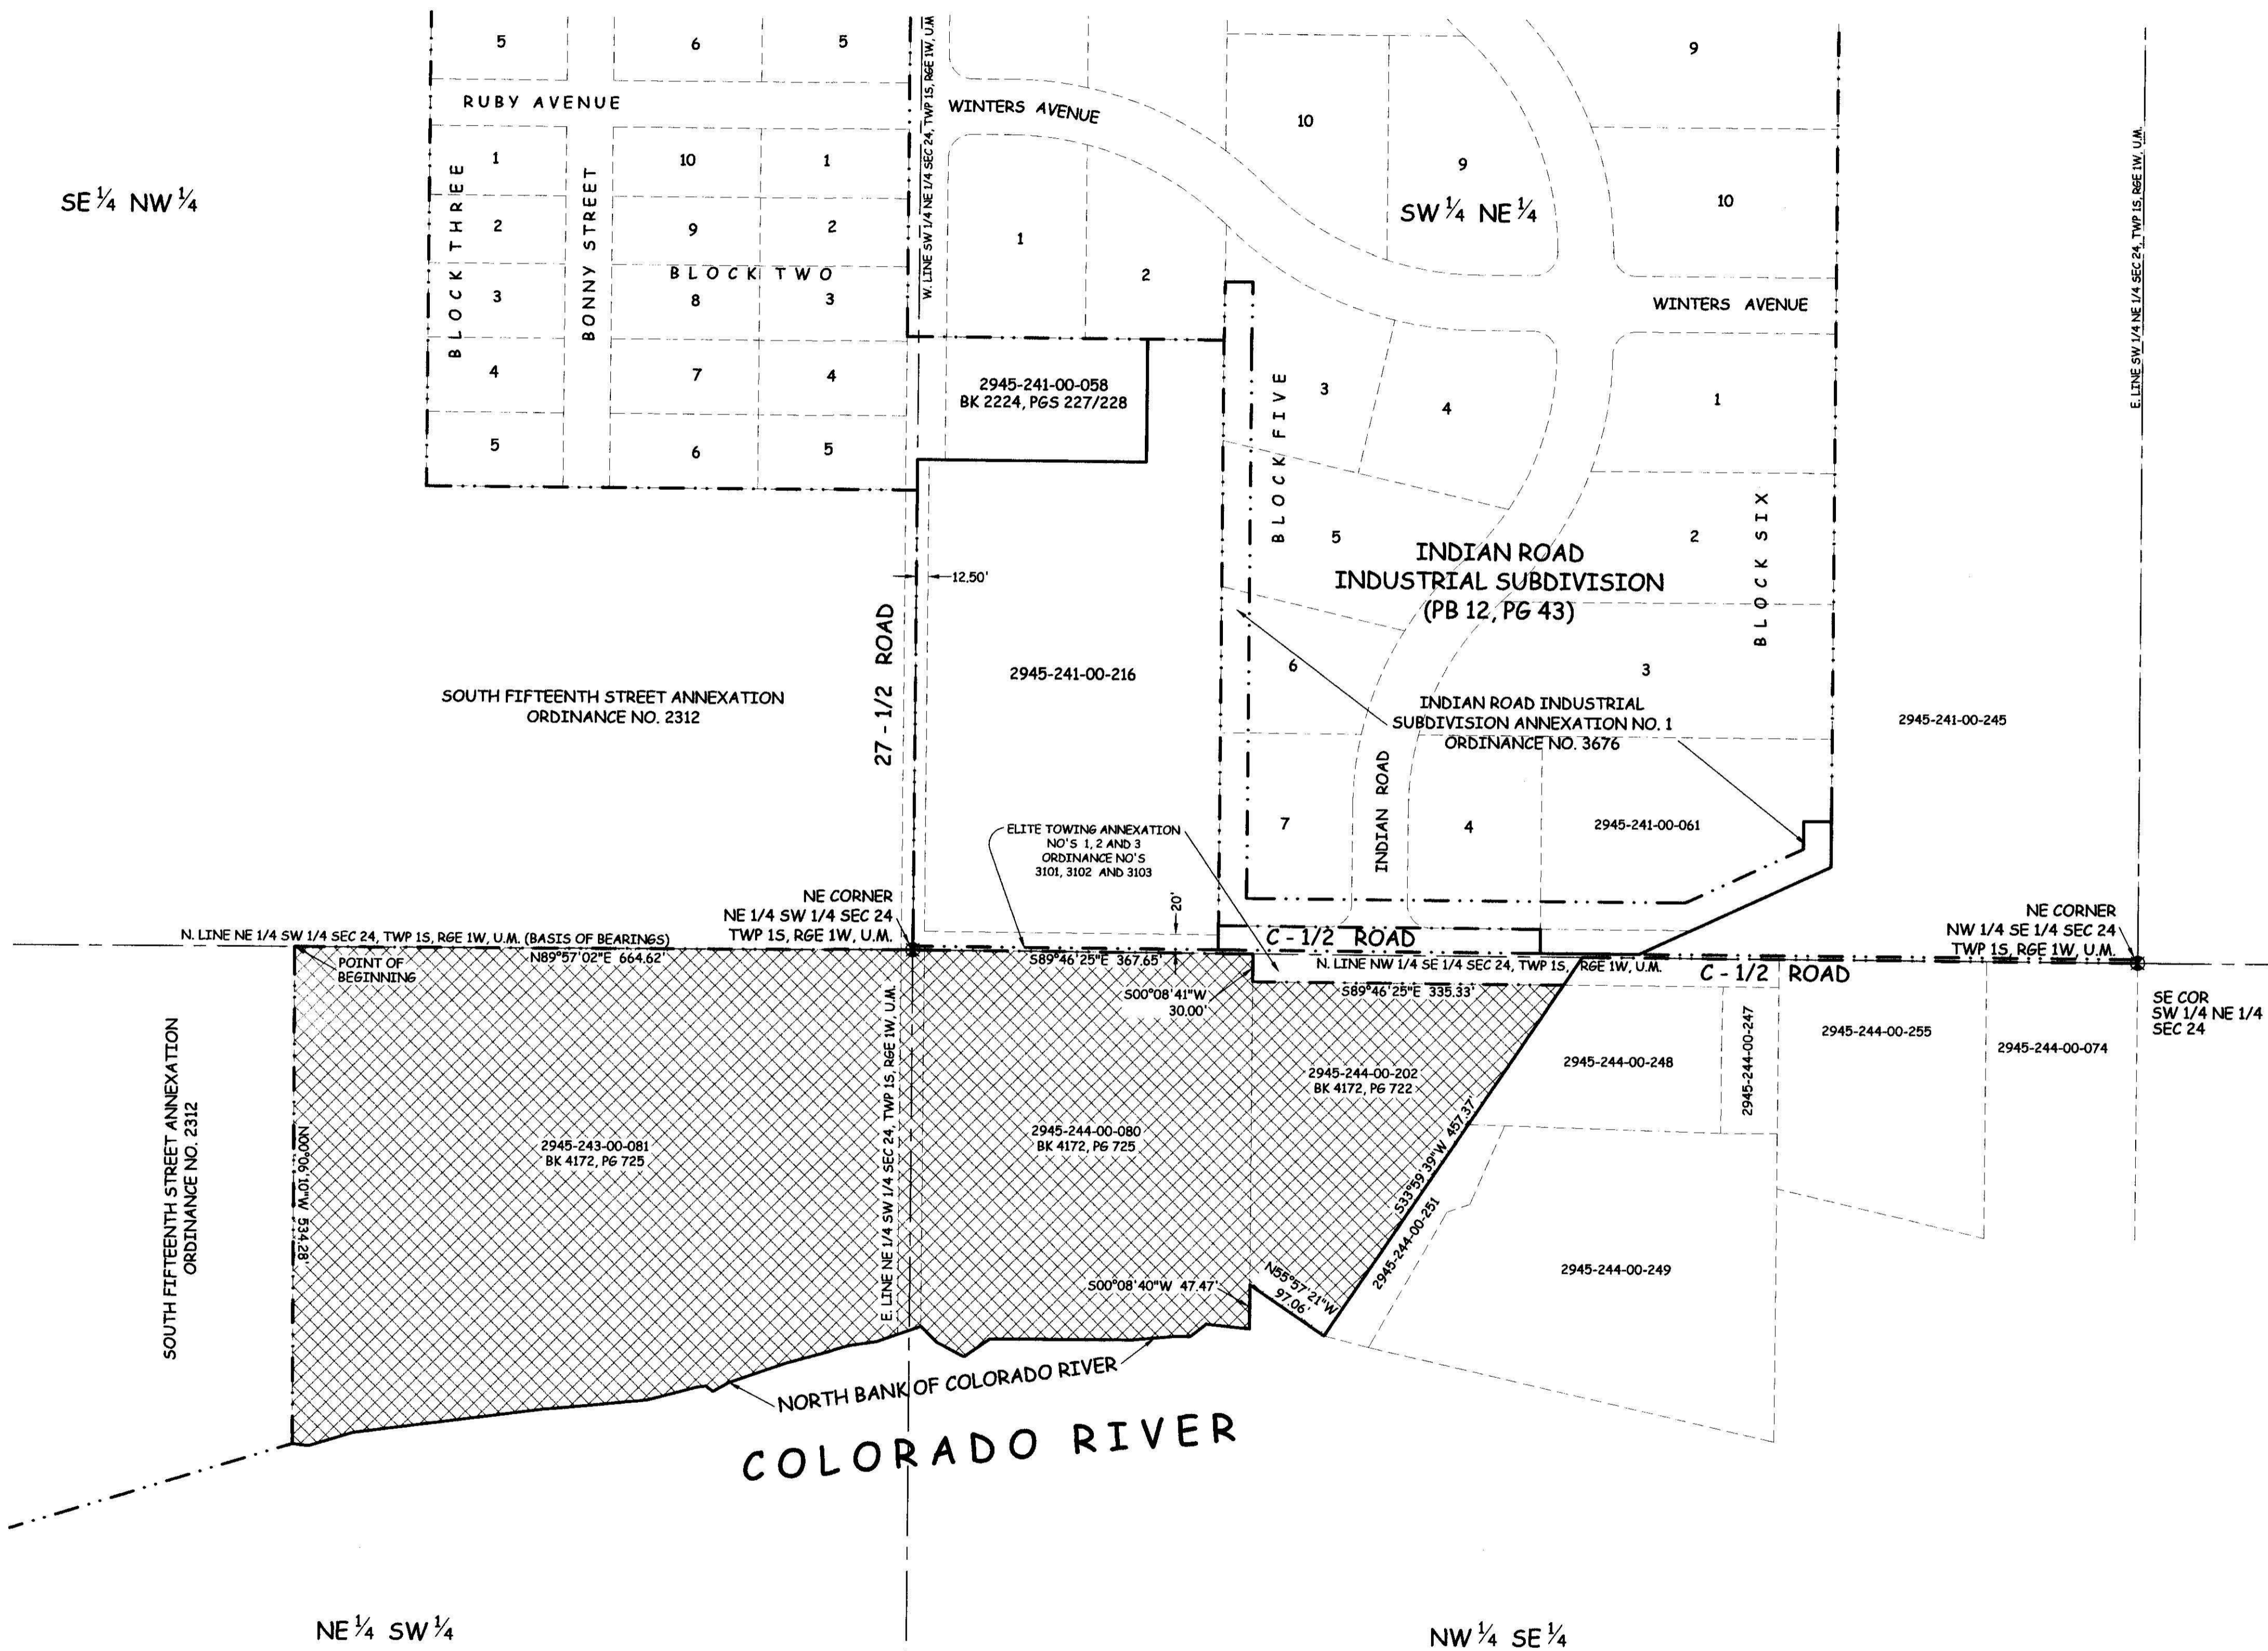 5
6
5
RUBY AVENUE
1
10
1
2
9
2
BLOCK TWO
3
8
3
4
7
4
5
6
5
BLOCK THREE
BONNY STREET
SE ¼ NW ¼
W. LINE SW 1/4 NE 1/4 SEC 24, TWP 1S, RGE 1W, U.M
WINTERS AVENUE
1
2
10
9
SW ¼ NE ¼
9
10
WINTERS AVENUE
E. LINE SW 1/4 NE 1/4 SEC 24, TWP 1S, RGE 1W, U.M.
2945-241-00-058
BK 2224, PGS 227/228
BLOCK FIVE
3
4
1
5
2
BLOCK SIX
INDIAN ROAD
INDUSTRIAL SUBDIVISION
(PB 12, PG 43)
12.50'
27 - 1/2 ROAD
SOUTH FIFTEENTH STREET ANNEXATION
ORDINANCE NO. 2312
2945-241-00-216
6
3
INDIAN ROAD INDUSTRIAL
SUBDIVISION ANNEXATION NO. 1
ORDINANCE NO. 3676
2945-241-00-245
INDIAN ROAD
7
4
2945-241-00-061
ELITE TOWING ANNEXATION
NO'S 1, 2 AND 3
ORDINANCE NO'S
3101, 3102 AND 3103
20'
NE CORNER
NE 1/4 SW 1/4 SEC 24
TWP 1S, RGE 1W, U.M.
N. LINE NE 1/4 SW 1/4 SEC 24, TWP 1S, RGE 1W, U.M. (BASIS OF BEARINGS)
N89°57'02"E 664.62'
POINT OF
BEGINNING
C - 1/2 ROAD
S89°46'25"E 367.65'
N. LINE NW 1/4 SE 1/4 SEC 24, TWP 1S, RGE 1W, U.M.
C - 1/2 ROAD
NE CORNER
NW 1/4 SE 1/4 SEC 24
TWP 1S, RGE 1W, U.M.
SE COR
SW 1/4 NE 1/4
SEC 24
S00°08'41"W
30.00'
S89°46'25"E 335.33'
SOUTH FIFTEENTH STREET ANNEXATION
ORDINANCE NO. 2312
N00°06'10"W 534.28'
2945-243-00-081
BK 4172, PG 725
E. LINE NE 1/4 SW 1/4 SEC 24, TWP 1S, RGE 1W, U.M.
2945-244-00-080
BK 4172, PG 725
2945-244-00-202
BK 4172, PG 722
S33°59'39"W 457.37'
2945-244-00-248
2945-244-00-247
2945-244-00-255
2945-244-00-074
2945-244-00-251
2945-244-00-249
S00°08'40"W 47.47'
N55°57'21"W
97.06'
NORTH BANK OF COLORADO RIVER
COLORADO RIVER
NE ¼ SW ¼
NW ¼ SE ¼